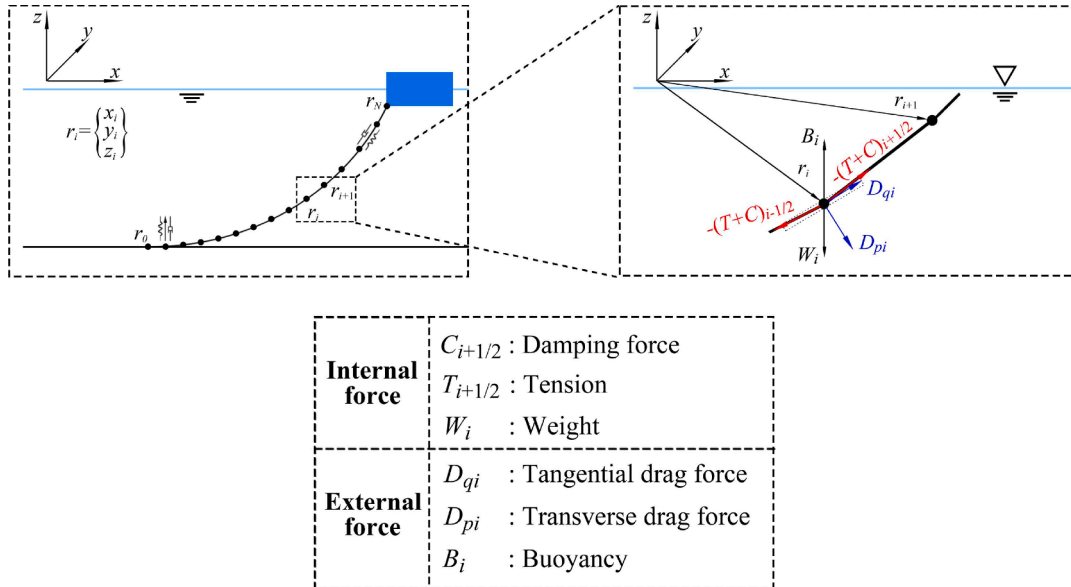 z
y
x
r_i={x_i
y_i
z_i}
r_N
r_{i+1}
r_i
r_0
z
y
x
r_{i+1}
B_i
-(T+C)_{i+1/2}
r_i
D_{qi}
-(T+C)_{i-1/2}
D_{pi}
W_i
Internal force
C_{i+1/2} : Damping force
T_{i+1/2} : Tension
W_i : Weight
External force
D_{qi} : Tangential drag force
D_{pi} : Transverse drag force
B_i : Buoyancy